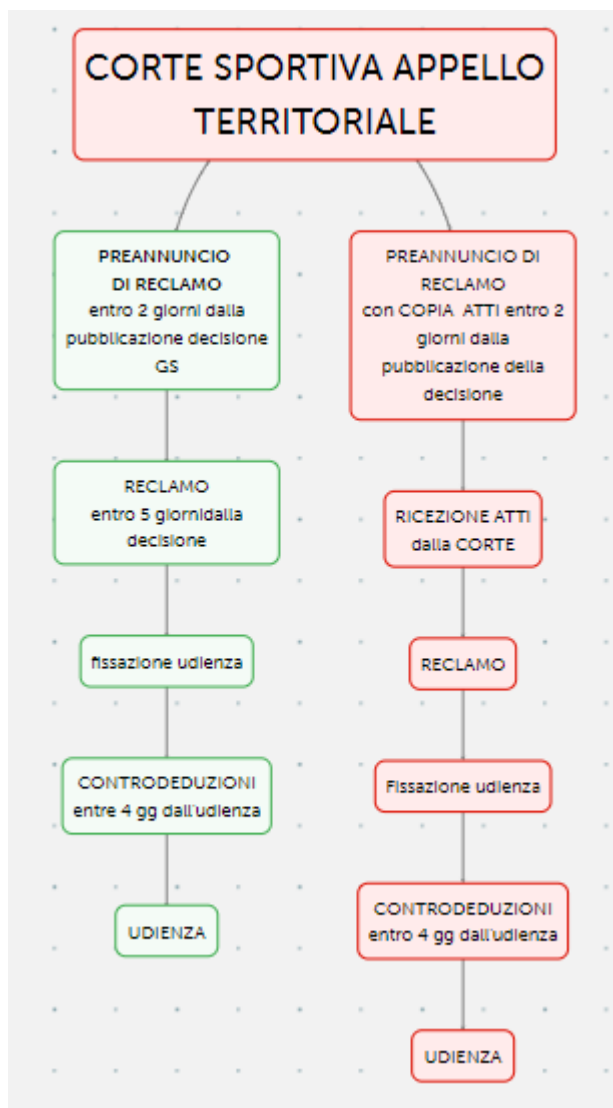 CORTE SPORTIVA APPELLO
TERRITORIALE
PREANNUNCIO
DI RECLAMO
entro 2 giorni dalla
pubblicazione decisione
GS
RECLAMO
entro 5 giornidalla
decisione
fissazione udienza
CONTRODEDUZIONI
entre 4 gg dall'udienza
UDIENZA
PREANNUNCIO DI
RECLAMO
con COPIA ATTI entro 2
giorni dalla
pubblicazione della
decisione
RICEZIONE ATTI
dalla CORTE
RECLAMO
Fissazione udienza
CONTRODEDUZIONI
entro 4 gg dall'udienza
UDIENZA